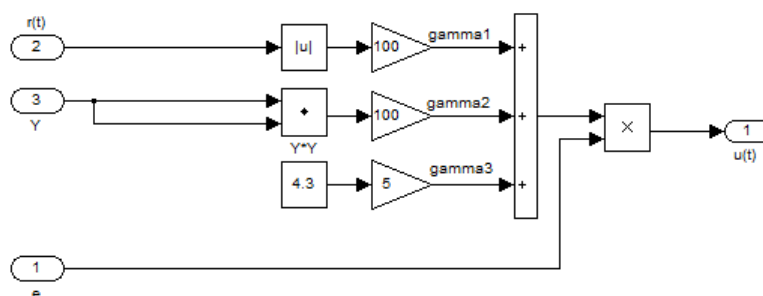 r(t)
2
|u|
100
gamma1
+
3
Y
Y*Y
100
gamma2
+
×
1
u(t)
4.3
5
gamma3
+
1
e